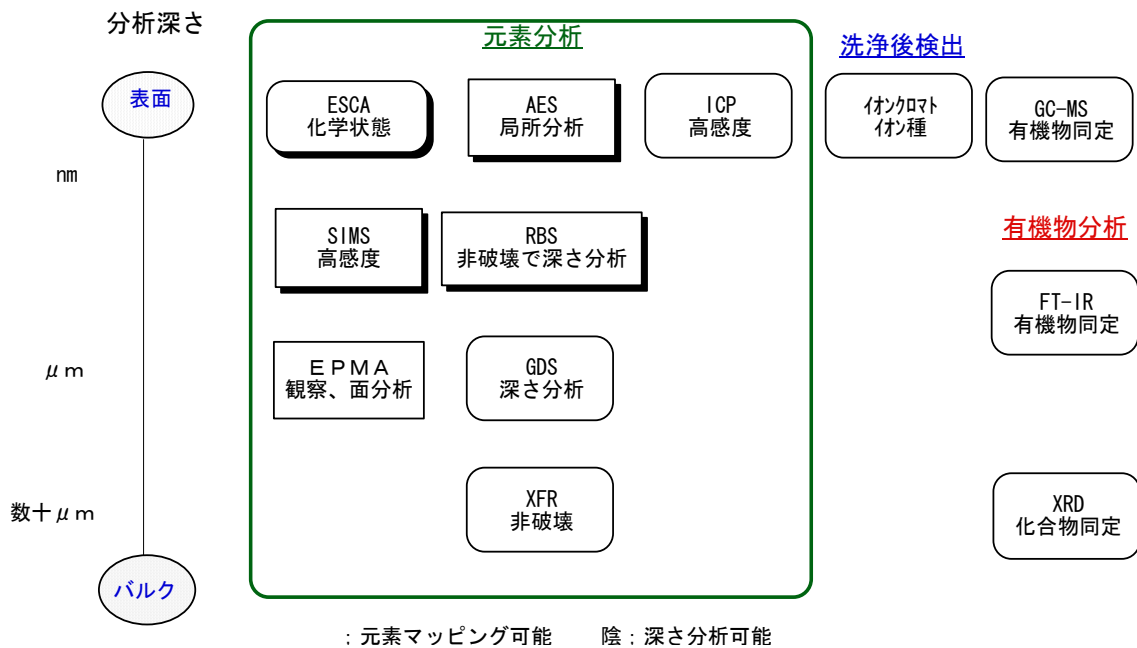 分析深さ
元素分析
洗浄後検出
表面
ESCA
化学状態
AES
局所分析
ICP
高感度
イオンクロマト
イオン種
GC-MS
有機物同定
nm
SIMS
高感度
RBS
非破壊で深さ分析
有機物分析
FT-IR
有機物同定
μm
EPMA
観察、面分析
GDS
深さ分析
数十μm
XFR
非破壊
XRD
化合物同定
バルク
:元素マッピング可能 陰:深さ分析可能